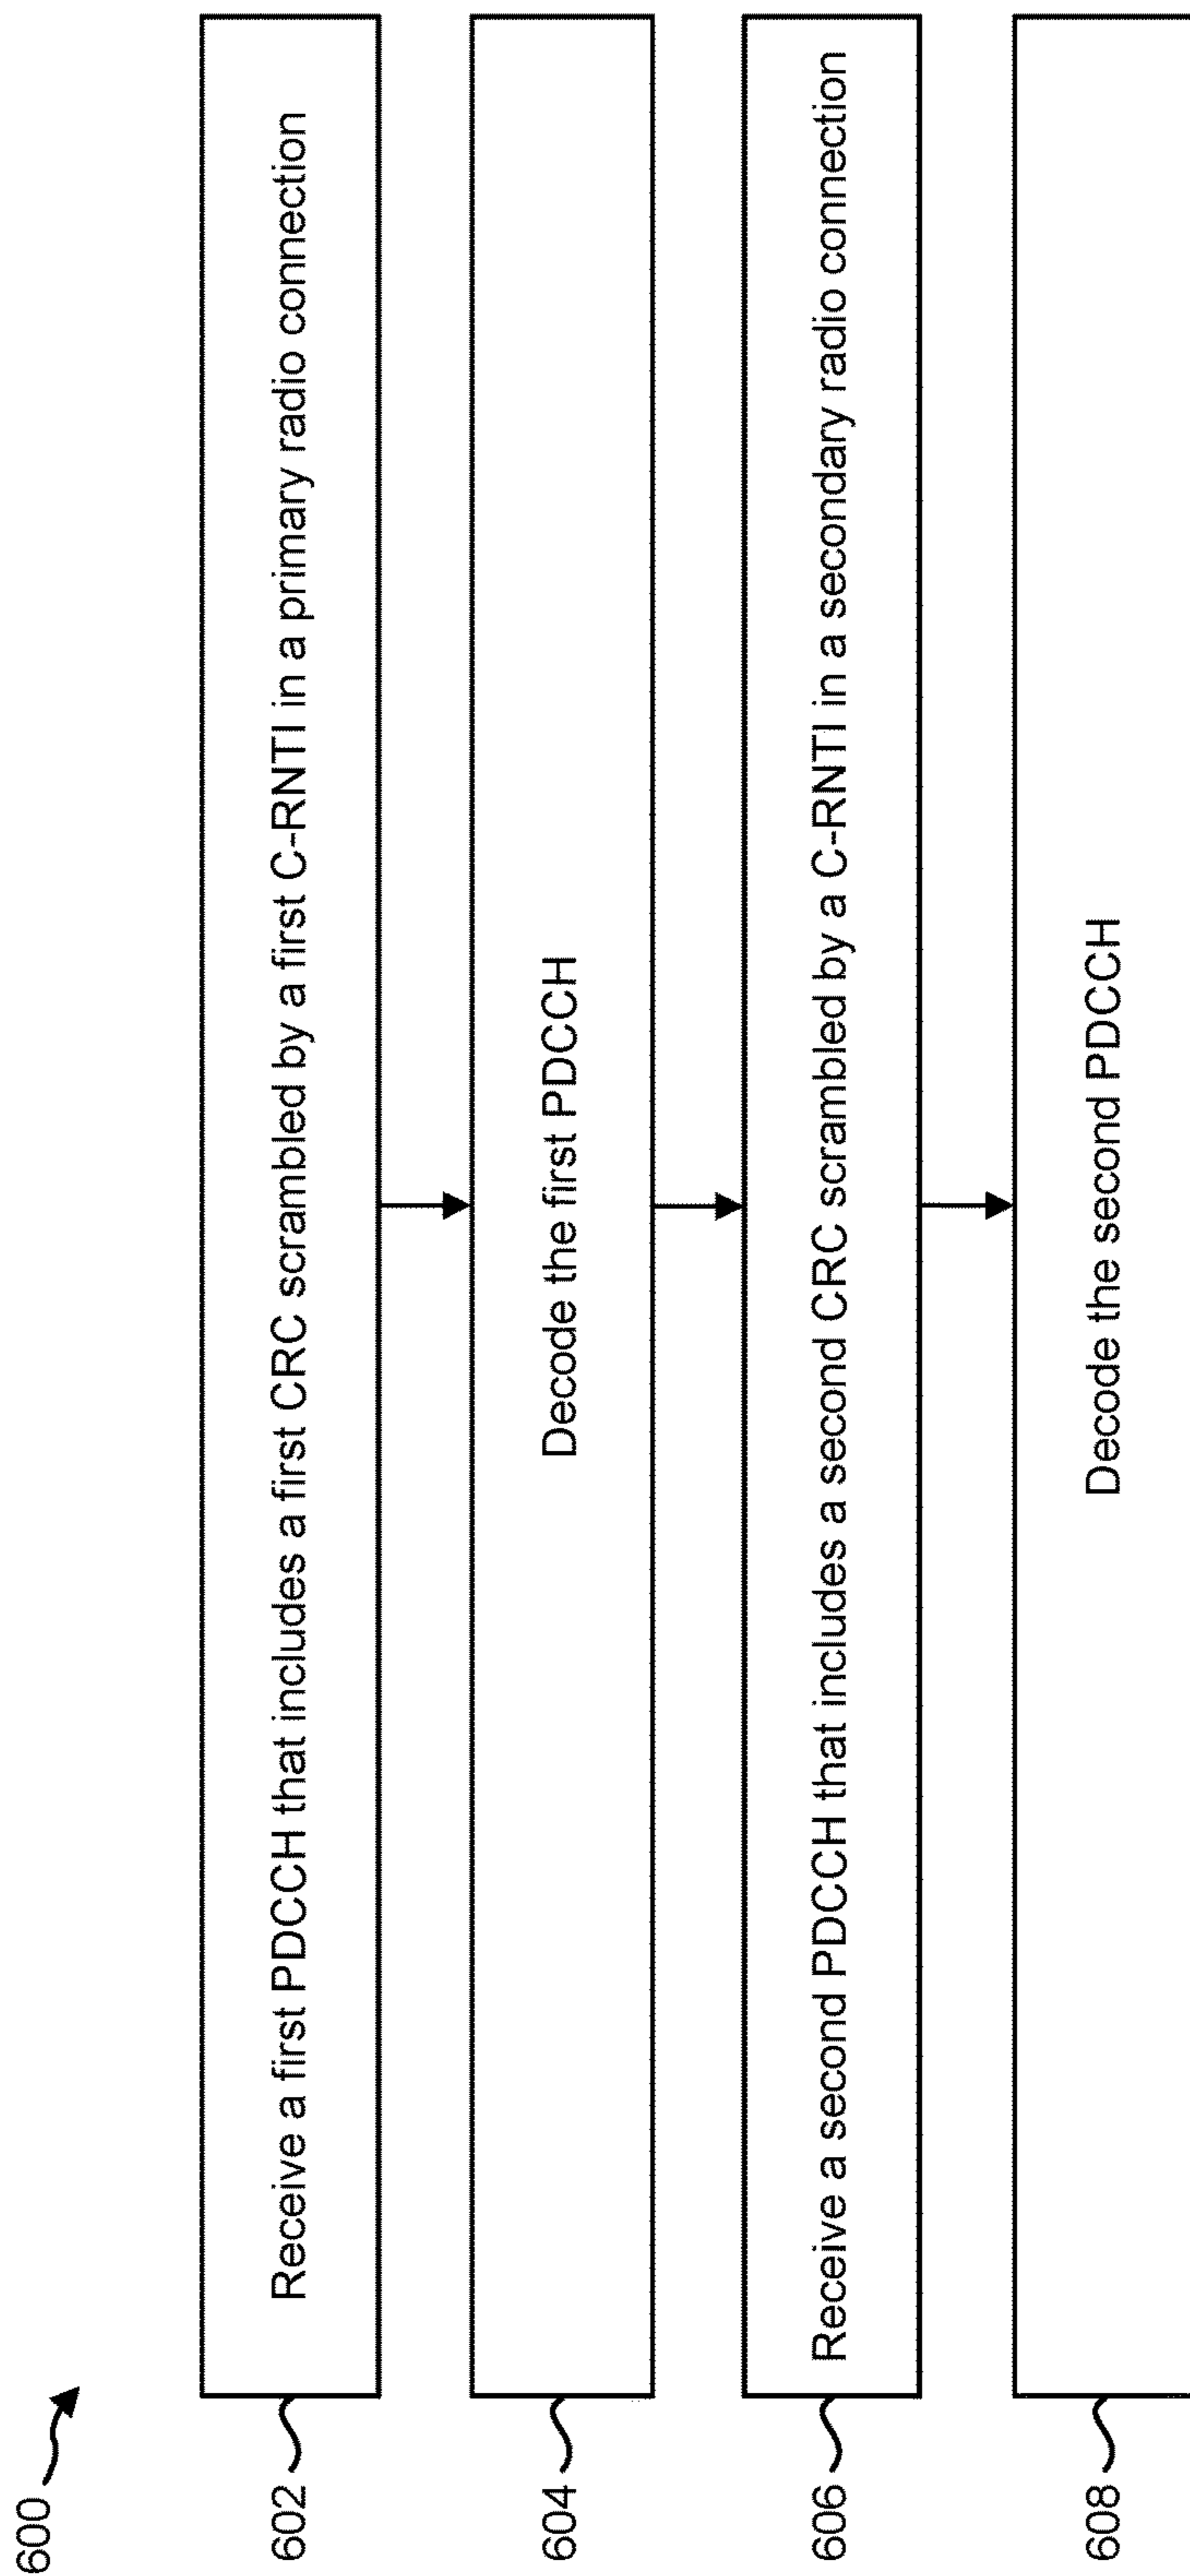 600
602
Receive a first PDCCH that includes a first CRC scrambled by a first C-RNTI in a primary radio connection
604
Decode the first PDCCH
606
Receive a second PDCCH that includes a second CRC scrambled by a C-RNTI in a secondary radio connection
608
Decode the second PDCCH